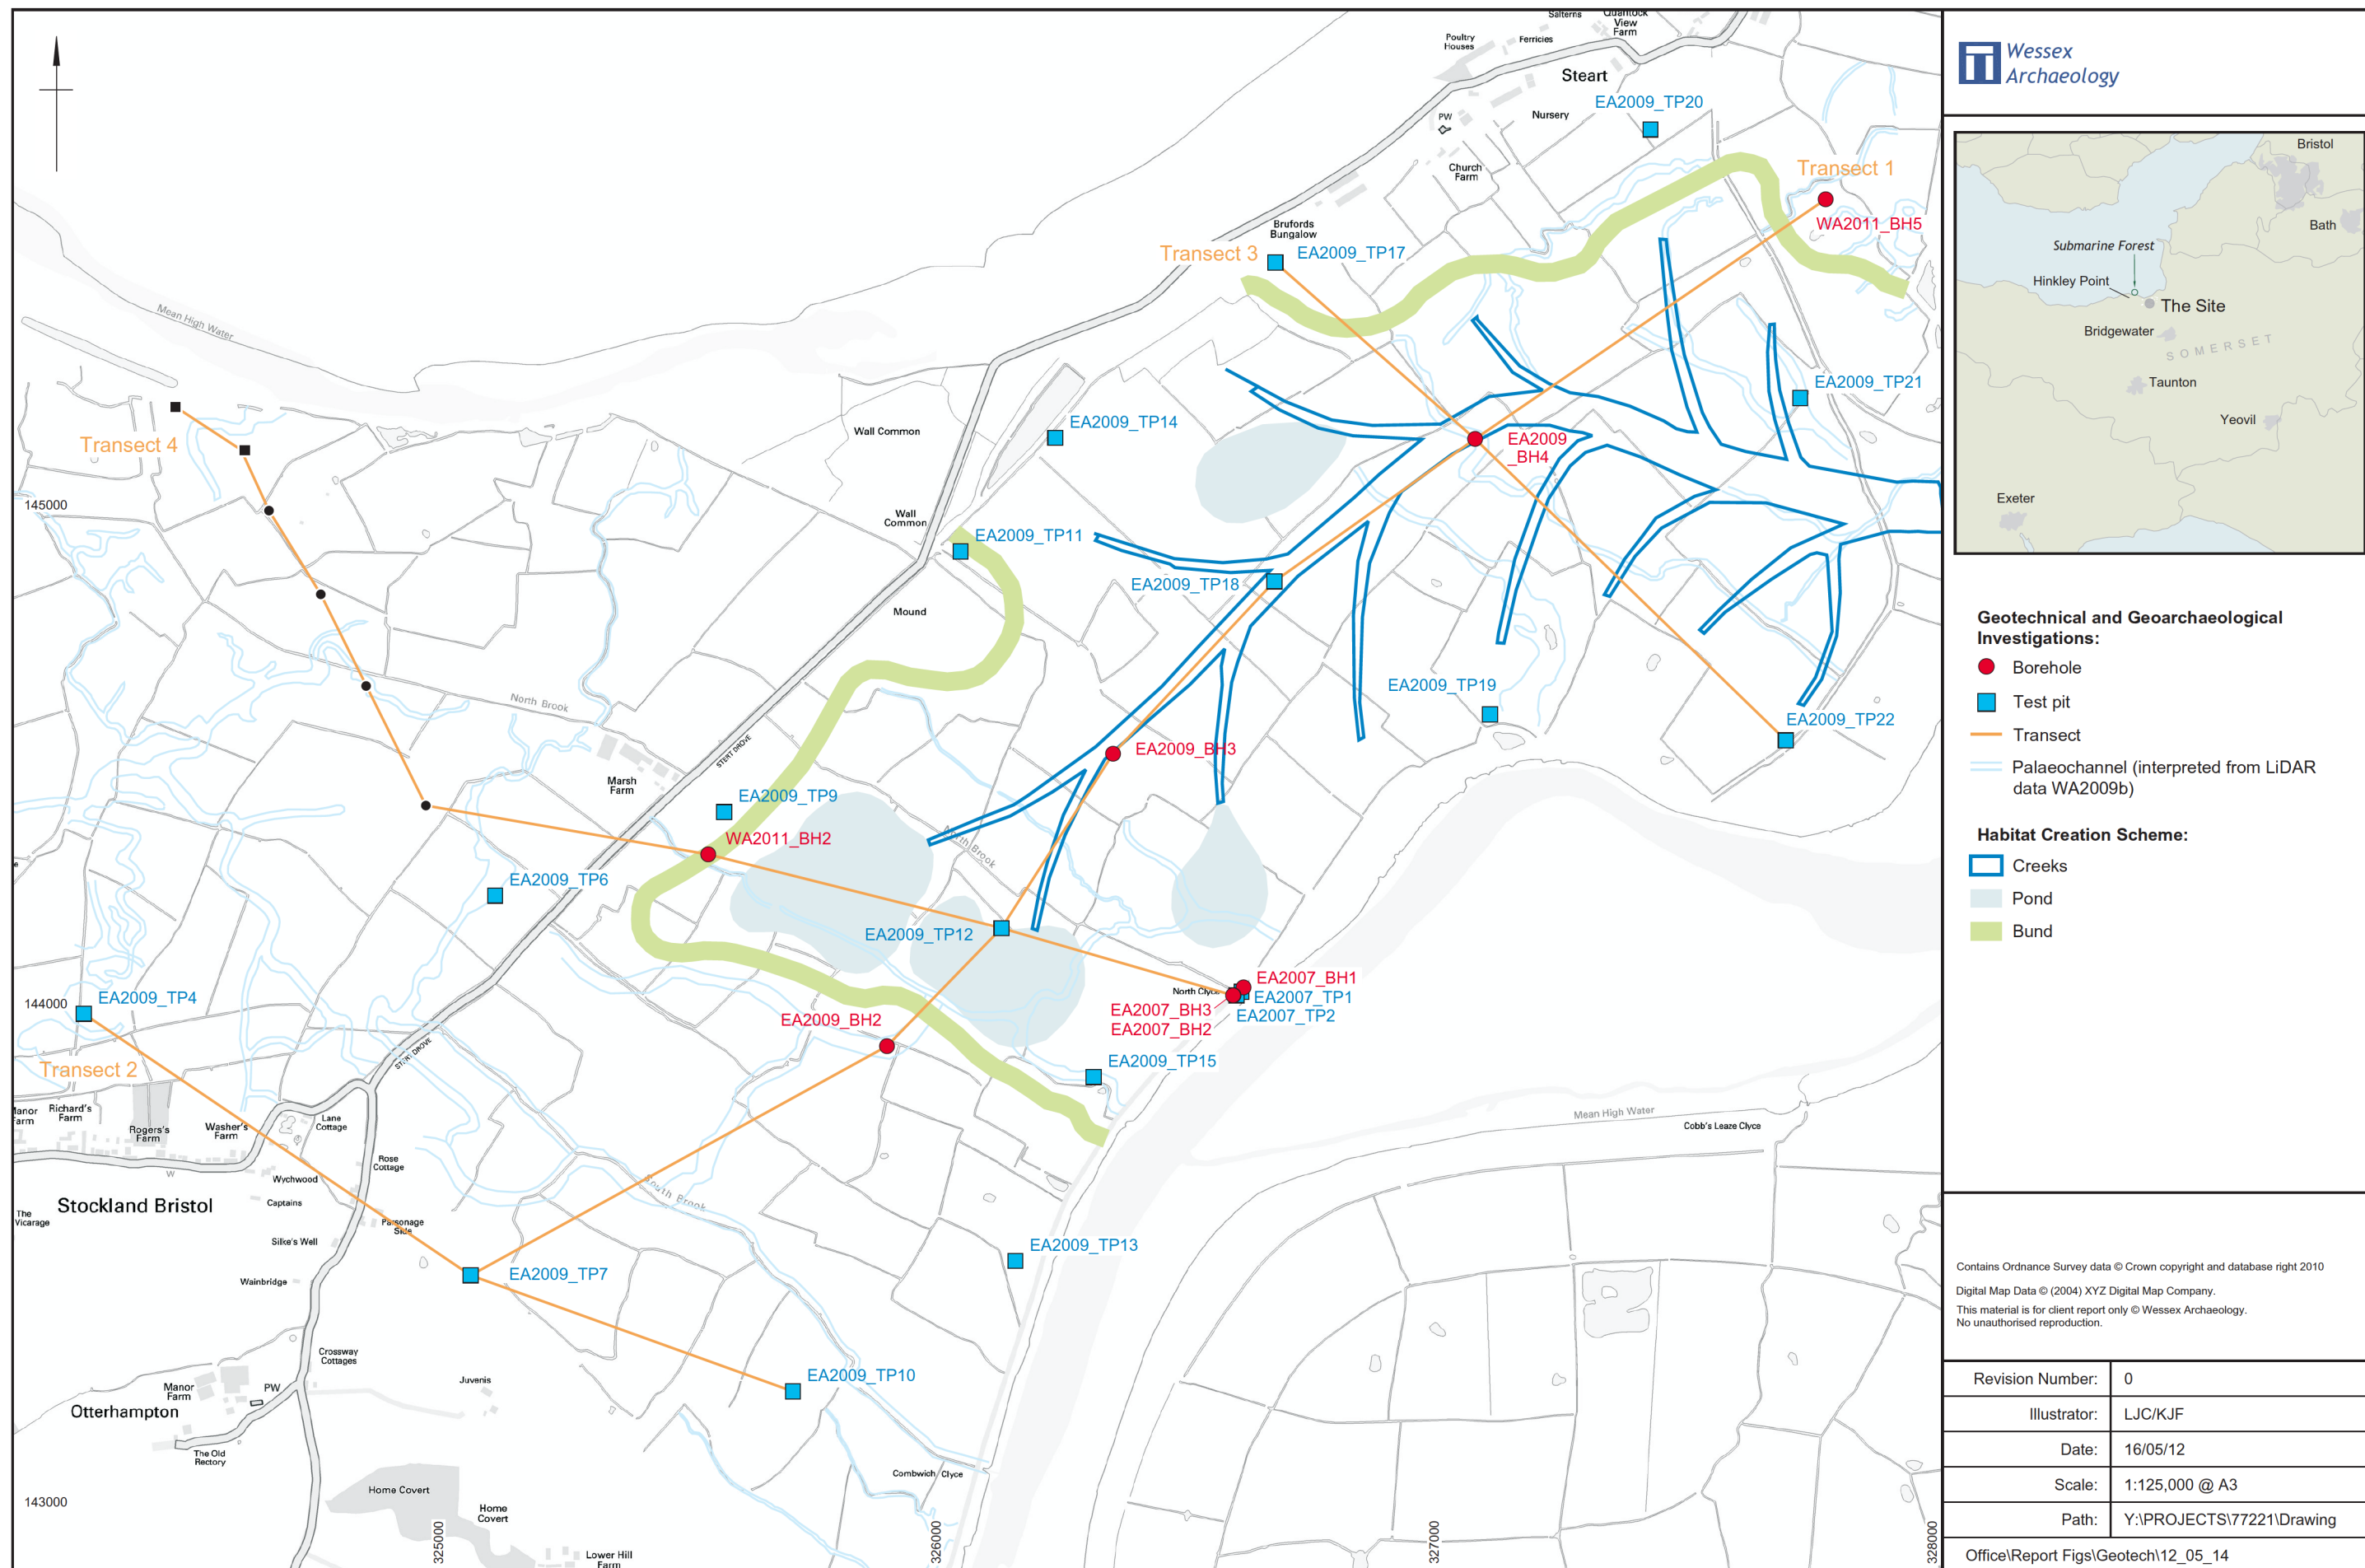 Salterns
Quantock
View
Farm
Poultry
Houses
Ferricies
Steart
EA2009_TP20
PW
Nursery
Church
Farm
Transect 1
WA2011_BH5
Brufords
Bungalow
Transect 3
EA2009_TP17
Mean High Water
EA2009_TP21
EA2009_TP14
Wall Common
EA2009
_BH4
Transect 4
145000
Wall
Common
EA2009_TP11
EA2009_TP18
Mound
EA2009_TP19
North Brook
EA2009_TP22
STERT DROVE
EA2009_BH3
Marsh
Farm
EA2009_TP9
WA2011_BH2
North Brook
EA2009_TP6
EA2009_TP12
EA2007_BH1
North Clyce
EA2009_TP4
144000
EA2007_TP1
EA2007_BH3
EA2007_TP2
EA2009_BH2
EA2007_BH2
STERT DROVE
EA2009_TP15
Transect 2
Mean High Water
Cobb's Leaze Clyce
Manor
Farm
Richard's
Farm
Rogers's
Farm
Washer's
Farm
Lane
Cottage
Rose
Cottage
W
Wychwood
South Brook
Stockland Bristol
Captains
The
Vicarage
Parsonage
Side
Silke's Well
EA2009_TP13
EA2009_TP7
Wainbridge
Crossway
Cottages
EA2009_TP10
Juvenis
Manor
Farm
PW
Otterhampton
The Old
Rectory
Combwich Clyce
Home Covert
143000
Home
Covert
Lower Hill
Farm
325000
326000
327000
328000
Wessex
Archaeology
Bristol
Bath
Submarine Forest
Hinkley Point
The Site
Bridgewater
SOMERSET
Taunton
Yeovil
Exeter
Geotechnical and Geoarchaeological
Investigations:
Borehole
Test pit
Transect
Palaeochannel (interpreted from LiDAR
data WA2009b)
Habitat Creation Scheme:
Creeks
Pond
Bund
Contains Ordnance Survey data © Crown copyright and database right 2010
Digital Map Data © (2004) XYZ Digital Map Company.
This material is for client report only © Wessex Archaeology.
No unauthorised reproduction.
Revision Number: 0
Illustrator: LJC/KJF
Date: 16/05/12
Scale: 1:125,000 @ A3
Path: Y:\PROJECTS\77221\Drawing
Office\Report Figs\Geotech\12_05_14